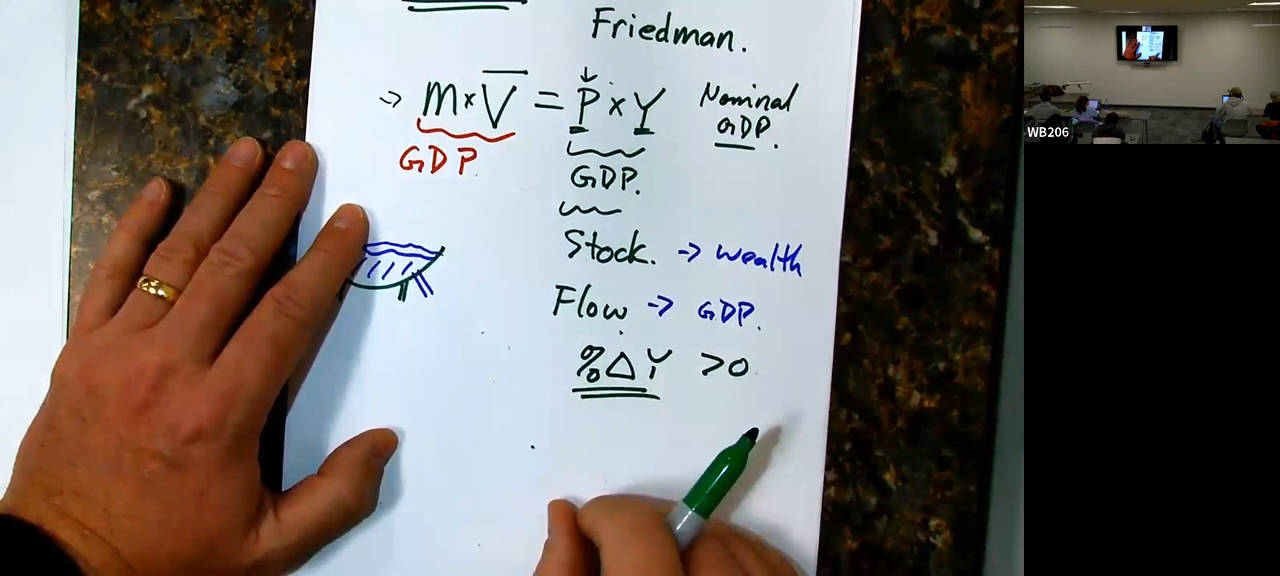 Friedman.
→ M × V = P × Y Nominal GDP.
GDP.
GDP.
Stock. → Wealth
Flow → GDP.
%ΔY >0
WB206